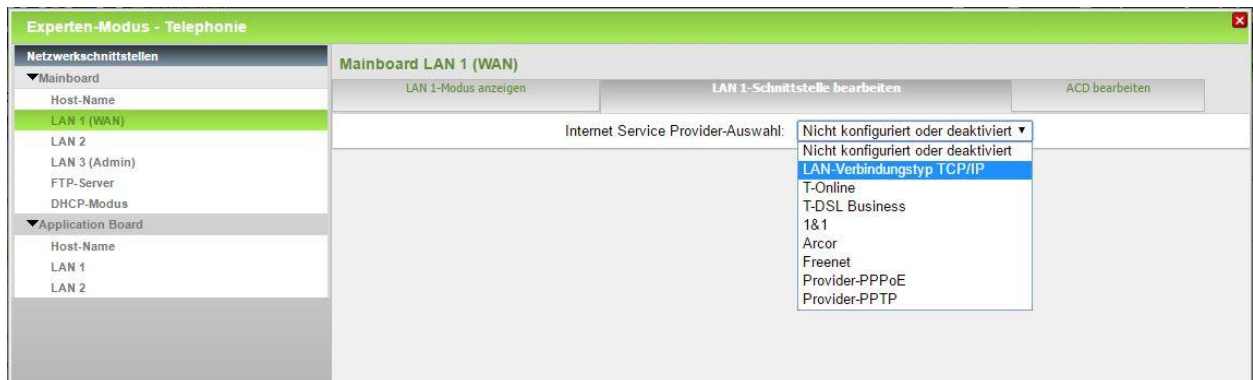 Experten-Modus - Telephonie
Netzwerkschnittstellen
Mainboard
Host-Name
LAN 1 (WAN)
LAN 2
LAN 3 (Admin)
FTP-Server
DHCP-Modus
Application Board
Host-Name
LAN 1
LAN 2
Mainboard LAN 1 (WAN)
LAN 1-Modus anzeigen
LAN 1-Schnittstelle bearbeiten
ACD bearbeiten
Internet Service Provider-Auswahl: Nicht konfiguriert oder deaktiviert
Nicht konfiguriert oder deaktiviert
LAN-Verbindungstyp TCP/IP
T-Online
T-DSL Business
1&1
Arcor
Freenet
Provider-PPPoE
Provider-PPTP